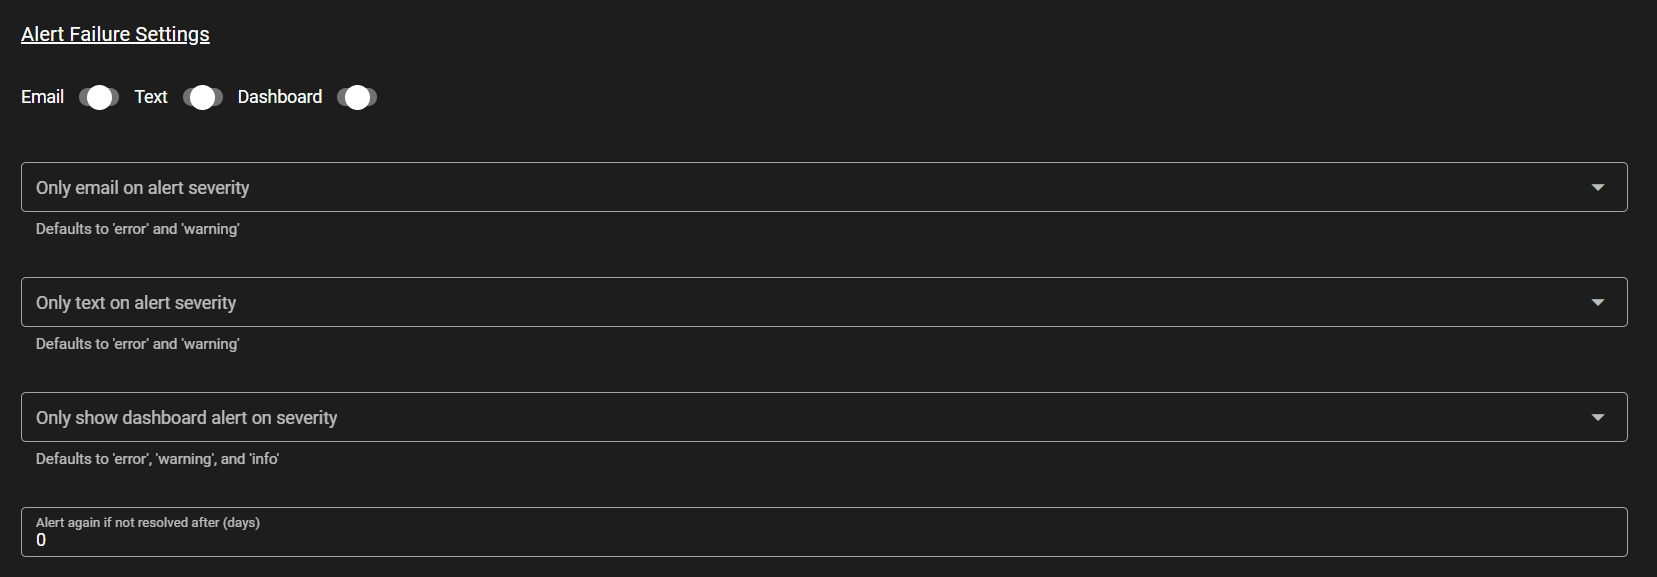 Alert Failure Settings
Email Text Dashboard
Only email on alert severity
Defaults to 'error' and 'warning'
Only text on alert severity
Defaults to 'error' and 'warning'
Only show dashboard alert on severity
Defaults to 'error', 'warning', and 'info'
Alert again if not resolved after (days)
0